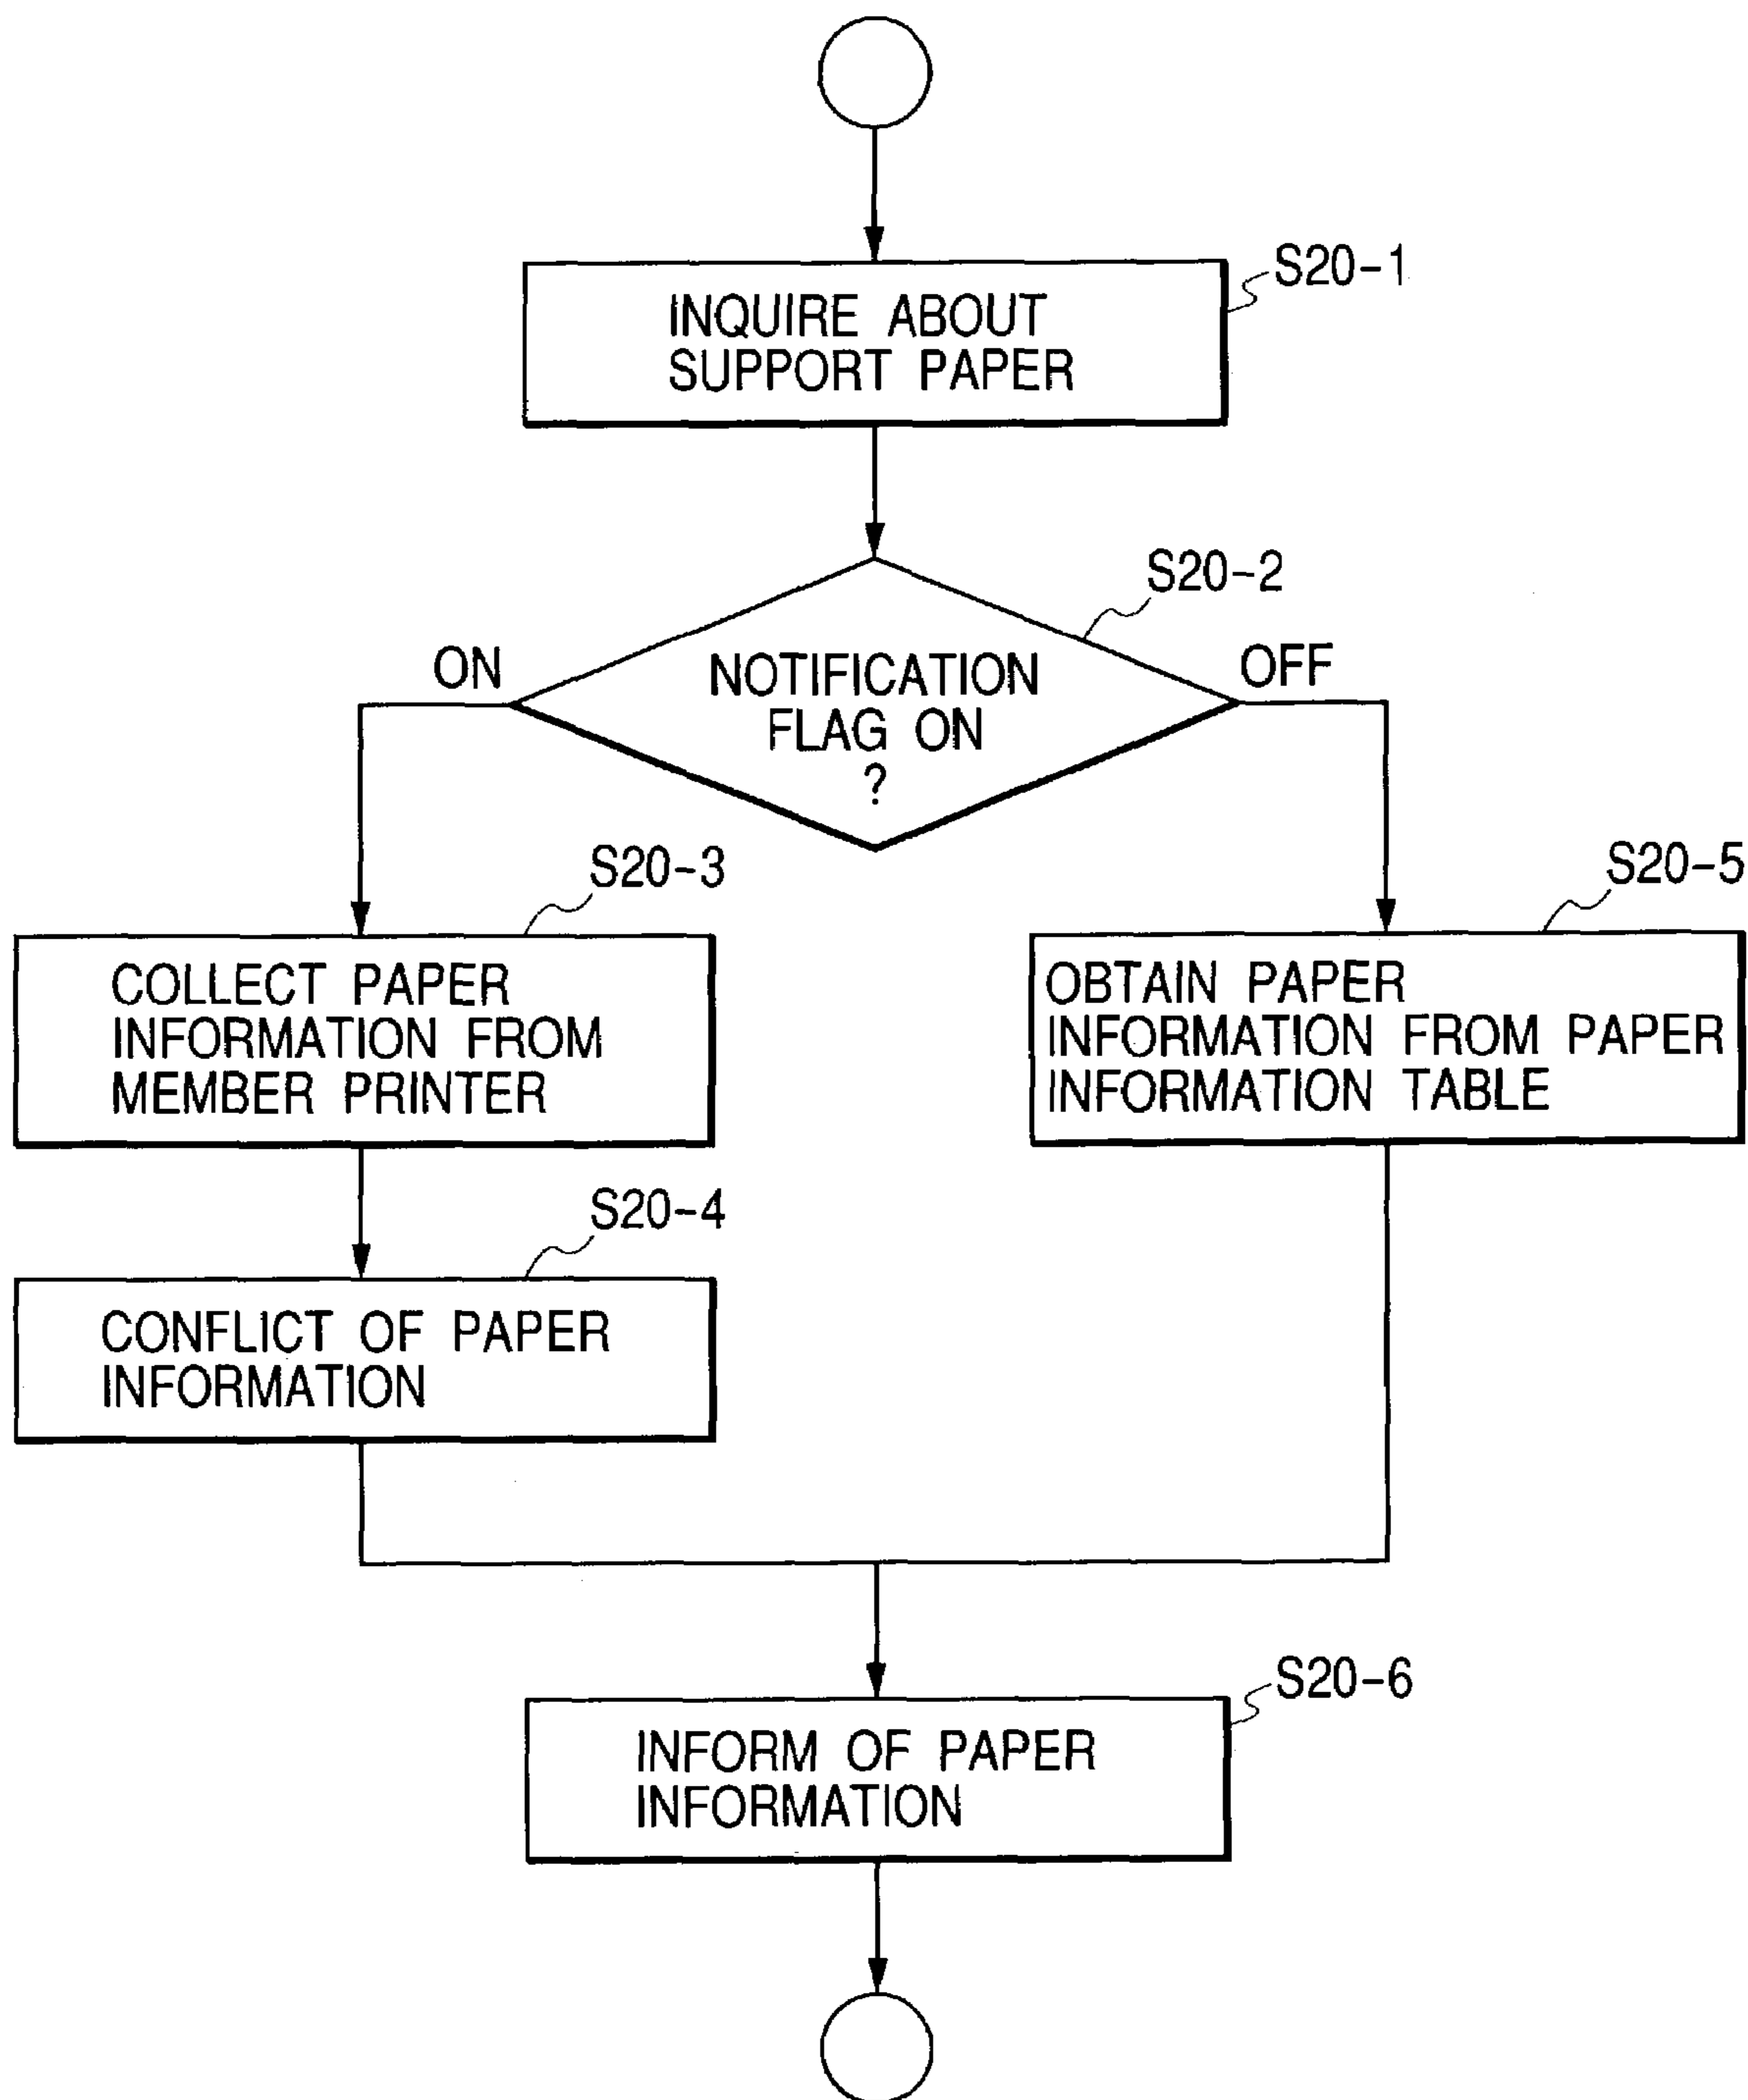 S20-1
INQUIRE ABOUT
SUPPORT PAPER
S20-2
ON
NOTIFICATION
FLAG ON
?
OFF
S20-3
COLLECT PAPER
INFORMATION FROM
MEMBER PRINTER
S20-5
OBTAIN PAPER
INFORMATION FROM PAPER
INFORMATION TABLE
S20-4
CONFLICT OF PAPER
INFORMATION
S20-6
INFORM OF PAPER
INFORMATION